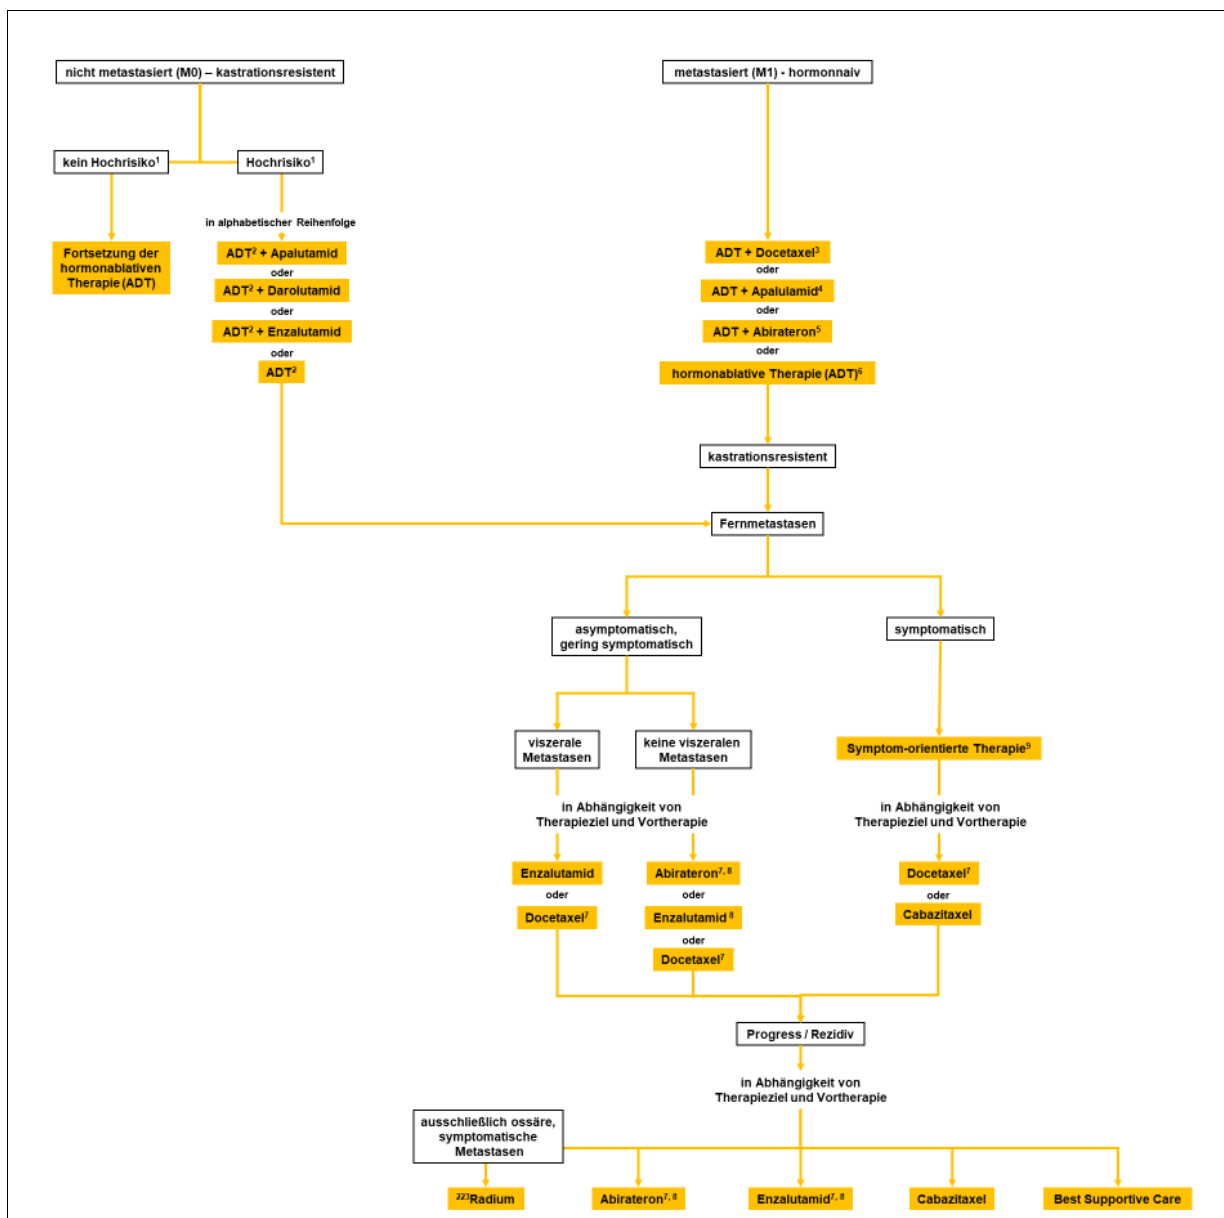 nicht metastasiert (M0) – kastrationsresistent
metastasiert (M1) - hormonnaiv
kein Hochrisiko¹
Hochrisiko¹
in alphabetischer Reihenfolge
Fortsetzung der
hormonablativen
Therapie (ADT)
ADT² + Apalutamid
oder
ADT² + Darolutamid
oder
ADT² + Enzalutamid
oder
ADT²
ADT + Docetaxel³
oder
ADT + Apalulamid⁴
oder
ADT + Abirateron⁵
oder
hormonablative Therapie (ADT)⁶
kastrationsresistent
Fernmetastasen
asymptomatisch,
gering symptomatisch
symptomatisch
viszerale
Metastasen
keine viszeralen
Metastasen
Symptom-orientierte Therapie⁹
in Abhängigkeit von
Therapieziel und Vortherapie
in Abhängigkeit von
Therapieziel und Vortherapie
Enzalutamid
oder
Docetaxel⁷
Abirateron⁷, ⁸
oder
Enzalutamid ⁸
oder
Docetaxel⁷
Docetaxel⁷
oder
Cabazitaxel
Progress / Rezidiv
in Abhängigkeit von
Therapieziel und Vortherapie
ausschließlich ossäre,
symptomatische
Metastasen
²²³Radium
Abirateron⁷, ⁸
Enzalutamid⁷, ⁸
Cabazitaxel
Best Supportive Care